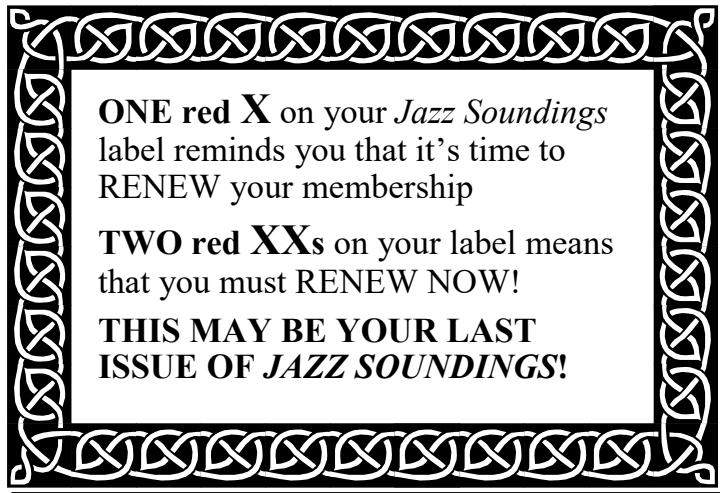 ONE red X on your Jazz Soundings
label reminds you that it’s time to
RENEW your membership
TWO red XXs on your label means
that you must RENEW NOW!
THIS MAY BE YOUR LAST
ISSUE OF JAZZ SOUNDINGS!